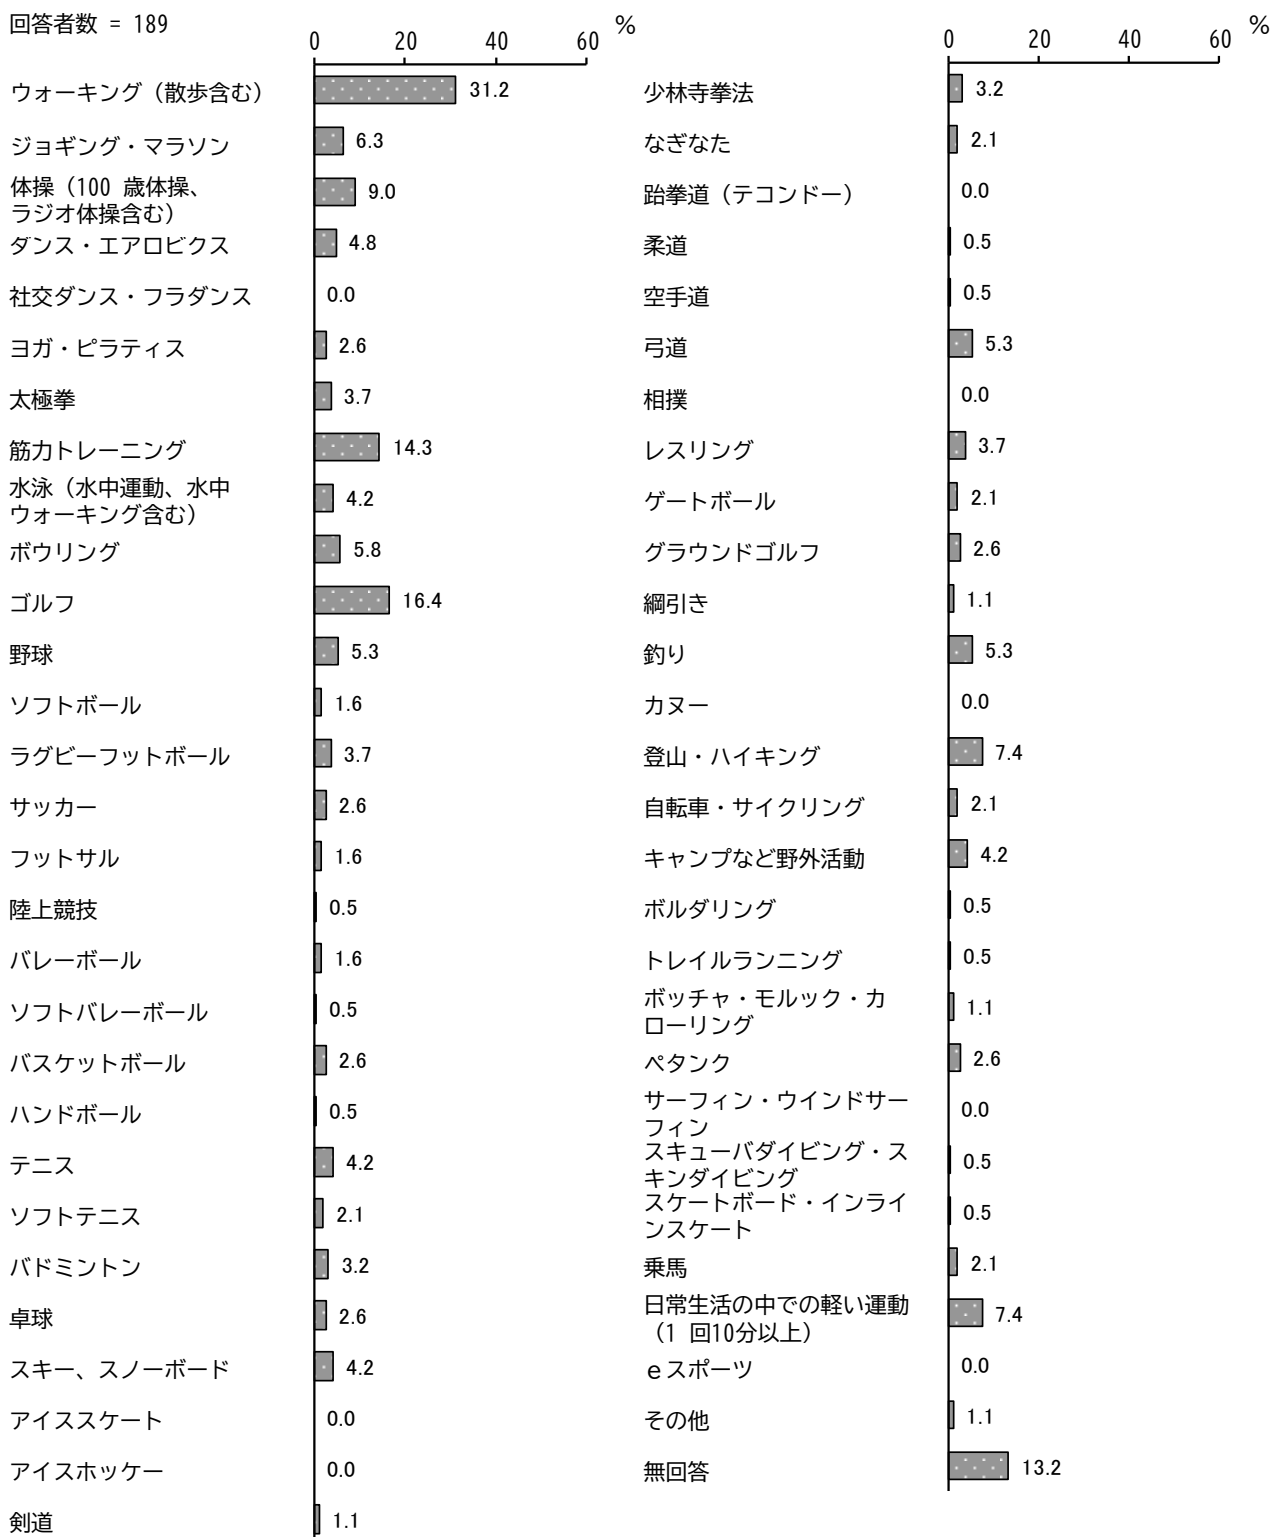 回答者数 = 189
0 20 40 60 %
ウォーキング（散歩含む） 31.2
ジョギング・マラソン 6.3
体操（100 歳体操、
ラジオ体操含む） 9.0
ダンス・エアロビクス 4.8
社交ダンス・フラダンス 0.0
ヨガ・ピラティス 2.6
太極拳 3.7
筋力トレーニング 14.3
水泳（水中運動、水中
ウォーキング含む） 4.2
ボウリング 5.8
ゴルフ 16.4
野球 5.3
ソフトボール 1.6
ラグビーフットボール 3.7
サッカー 2.6
フットサル 1.6
陸上競技 0.5
バレーボール 1.6
ソフトバレーボール 0.5
バスケットボール 2.6
ハンドボール 0.5
テニス 4.2
ソフトテニス 2.1
バドミントン 3.2
卓球 2.6
スキー、スノーボード 4.2
アイススケート 0.0
アイスホッケー 0.0
剣道 1.1
0 20 40 60 %
少林寺拳法 3.2
なぎなた 2.1
跆拳道（テコンドー） 0.0
柔道 0.5
空手道 0.5
弓道 5.3
相撲 0.0
レスリング 3.7
ゲートボール 2.1
グラウンドゴルフ 2.6
綱引き 1.1
釣り 5.3
カヌー 0.0
登山・ハイキング 7.4
自転車・サイクリング 2.1
キャンプなど野外活動 4.2
ボルダリング 0.5
トレイルランニング 0.5
ボッチャ・モルック・カ
ローリング 1.1
ペタンク 2.6
サーフィン・ウインドサー
フィン 0.0
スキューバダイビング・ス
キンダイビング 0.5
スケートボード・インライ
ンスケート 0.5
乗馬 2.1
日常生活の中での軽い運動
（1 回10分以上） 7.4
ｅスポーツ 0.0
その他 1.1
無回答 13.2